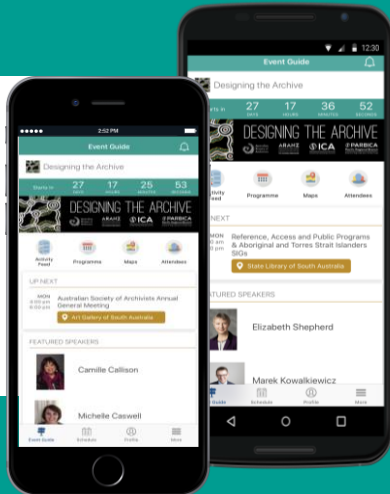 12:30
Event Guide
Designing the Archive
Starts in
27
17
36
52
DAYS
HOURS
MINUTES
SECONDS
DESIGNING THE ARCHIVE
ARANZ
ICA
PARBICA
Activity
Feed
Programme
Maps
Attendees
NEXT
MON
Reference, Access and Public Programs
& Aboriginal and Torres Strait Islanders
SIGs
State Library of South Australia
FEATURED SPEAKERS
Elizabeth Shepherd
Marek Kowalkiewicz
Event Guide
Schedule
Profile
More
2:52 PM
Event Guide
Designing the Archive
Starts in
27
17
25
53
DAYS
HOURS
MINUTES
SECONDS
DESIGNING THE ARCHIVE
ARANZ
ICA
PARBICA
Activity
Feed
Programme
Maps
Attendees
UP NEXT
MON
Australian Society of Archivists Annual
General Meeting
Art Gallery of South Australia
FEATURED SPEAKERS
Camille Callison
Michelle Caswell
Event Guide
Schedule
Profile
More